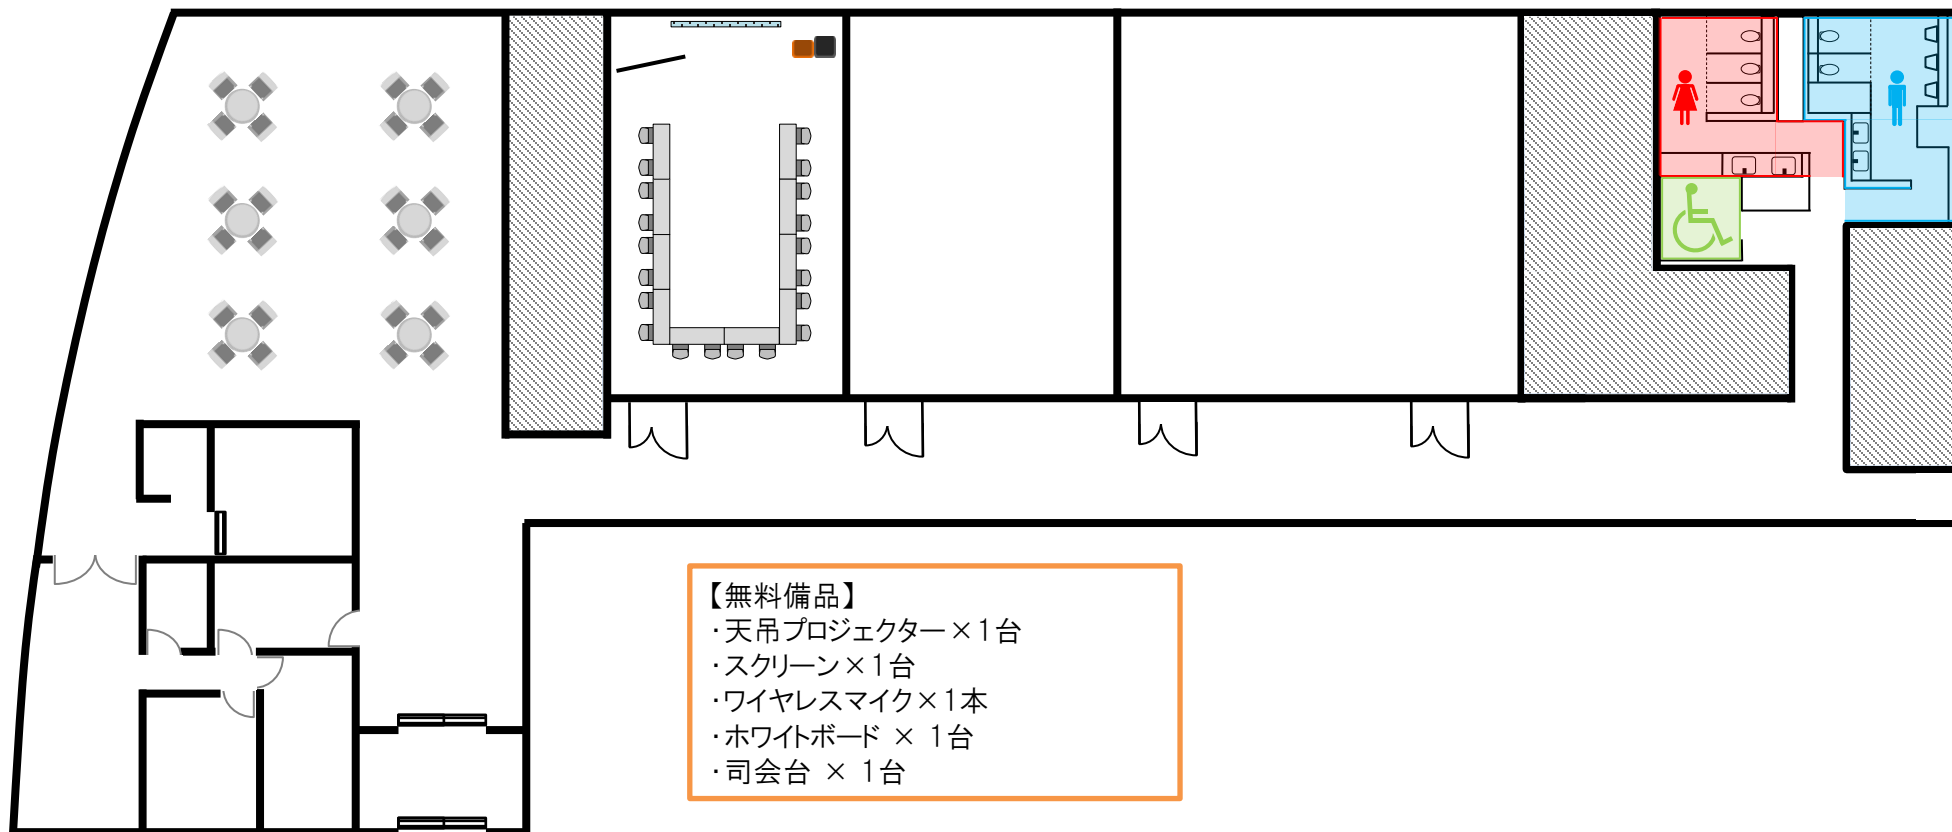 【無料備品】
・天吊プロジェクター×1台
・スクリーン×1台
・ワイヤレスマイク×1本
・ホワイトボード × 1台
・司会台 × 1台